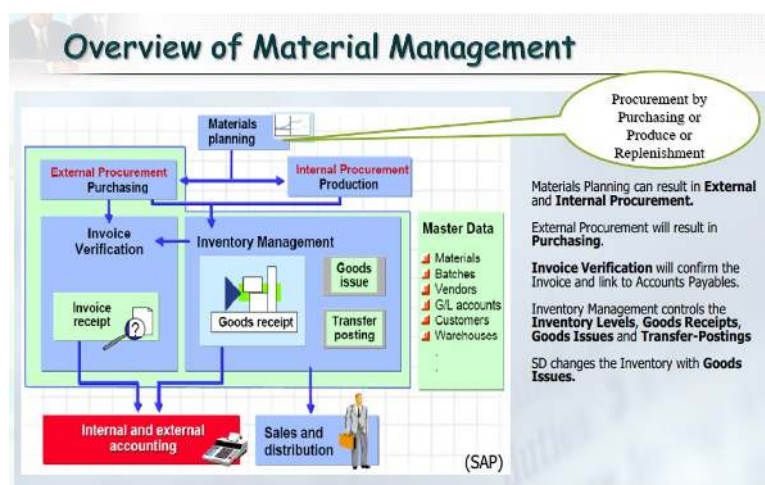 Overview of Material Management
Procurement by
Purchasing or
Produce or
Replenishment
Materials
planning
External Procurement
Purchasing
Internal Procurement
Production
Invoice
Verification
Inventory Management
Invoice
receipt
Goods receipt
Goods
issue
Transfer
posting
Master Data
Materials
Batches
Vendors
G/L accounts
Customers
Warehouses
.
.
Internal and external
accounting
Sales and
distribution
(SAP)
Materials Planning can result in External
and Internal Procurement.
External Procurement will result in
Purchasing.
Invoice Verification will confirm the
Invoice and link to Accounts Payables.
Inventory Management controls the
Inventory Levels, Goods Receipts,
Goods Issues and Transfer-Postings
SD changes the Inventory with Goods
Issues.